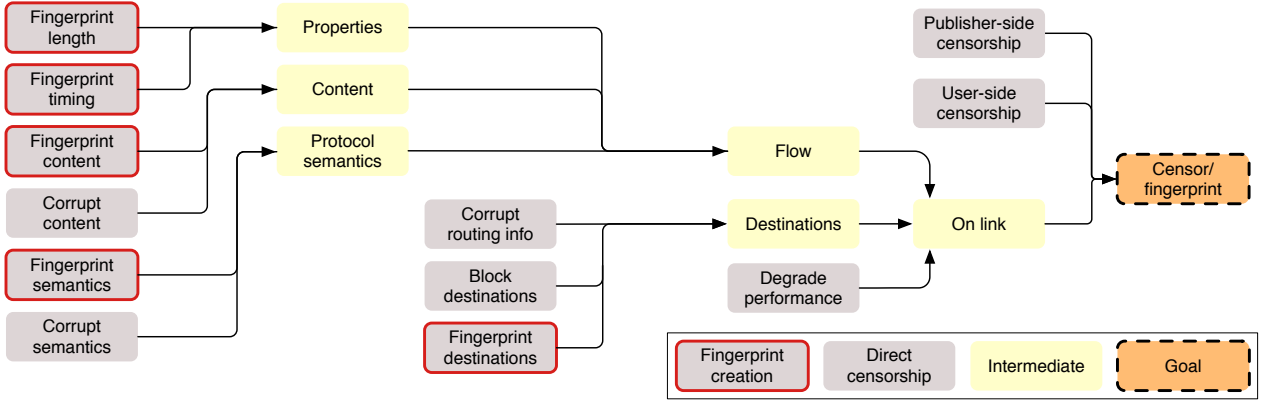 Fingerprint
length
Fingerprint
timing
Fingerprint
content
Corrupt
content
Fingerprint
semantics
Corrupt
semantics
Properties
Content
Protocol
semantics
Corrupt
routing info
Block
destinations
Fingerprint
destinations
Flow
Destinations
Degrade
performance
Publisher-side
censorship
User-side
censorship
On link
Censor/
fingerprint
Fingerprint
creation
Direct
censorship
Intermediate
Goal